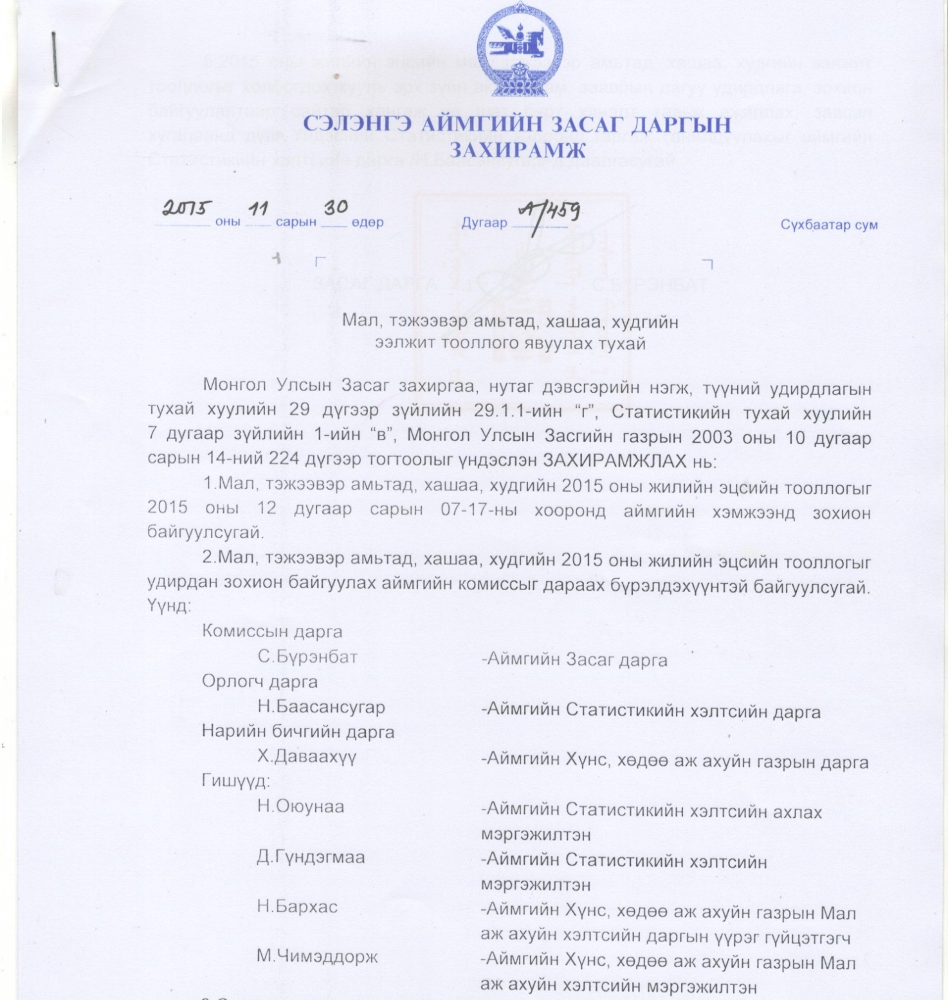 СЭЛЭНГЭ АЙМГИЙН ЗАСАГ ДАРГЫН
ЗАХИРАМЖ
2015 оны 11 сарын 30 өдөр Дугаар А/459 Сүхбаатар сум
Мал, тэжээвэр амьтад, хашаа, худгийн
ээлжит тооллого явуулах тухай
Монгол Улсын Засаг захиргаа, нутаг дэвсгэрийн нэгж, түүний удирдлагын
тухай хуулийн 29 дүгээр зүйлийн 29.1.1-ийн “г”, Статистикийн тухай хуулийн
7 дугаар зүйлийн 1-ийн “в”, Монгол Улсын Засгийн газрын 2003 оны 10 дугаар
сарын 14-ний 224 дүгээр тогтоолыг үндэслэн ЗАХИРАМЖЛАХ нь:
1.Мал, тэжээвэр амьтад, хашаа, худгийн 2015 оны жилийн эцсийн тооллогыг
2015 оны 12 дугаар сарын 07-17-ны хооронд аймгийн хэмжээнд зохион
байгуулсугай.
2.Мал, тэжээвэр амьтад, хашаа, худгийн 2015 оны жилийн эцсийн тооллогыг
удирдан зохион байгуулах аймгийн комиссыг дараах бүрэлдэхүүнтэй байгуулсугай.
Үүнд:
Комиссын дарга
С.Бүрэнбат -Аймгийн Засаг дарга
Орлогч дарга
Н.Баасансугар -Аймгийн Статистикийн хэлтсийн дарга
Нарийн бичгийн дарга
Х.Даваахүү -Аймгийн Хүнс, хөдөө аж ахуйн газрын дарга
Гишүүд:
Н.Оюунаа -Аймгийн Статистикийн хэлтсийн ахлах
мэргэжилтэн
Д.Гүндэгмаа -Аймгийн Статистикийн хэлтсийн
мэргэжилтэн
Н.Бархас -Аймгийн Хүнс, хөдөө аж ахуйн газрын Мал
аж ахуйн хэлтсийн даргын үүрэг гүйцэтгэгч
М.Чимэддорж -Аймгийн Хүнс, хөдөө аж ахуйн газрын Мал
аж ахуйн хэлтсийн мэргэжилтэн